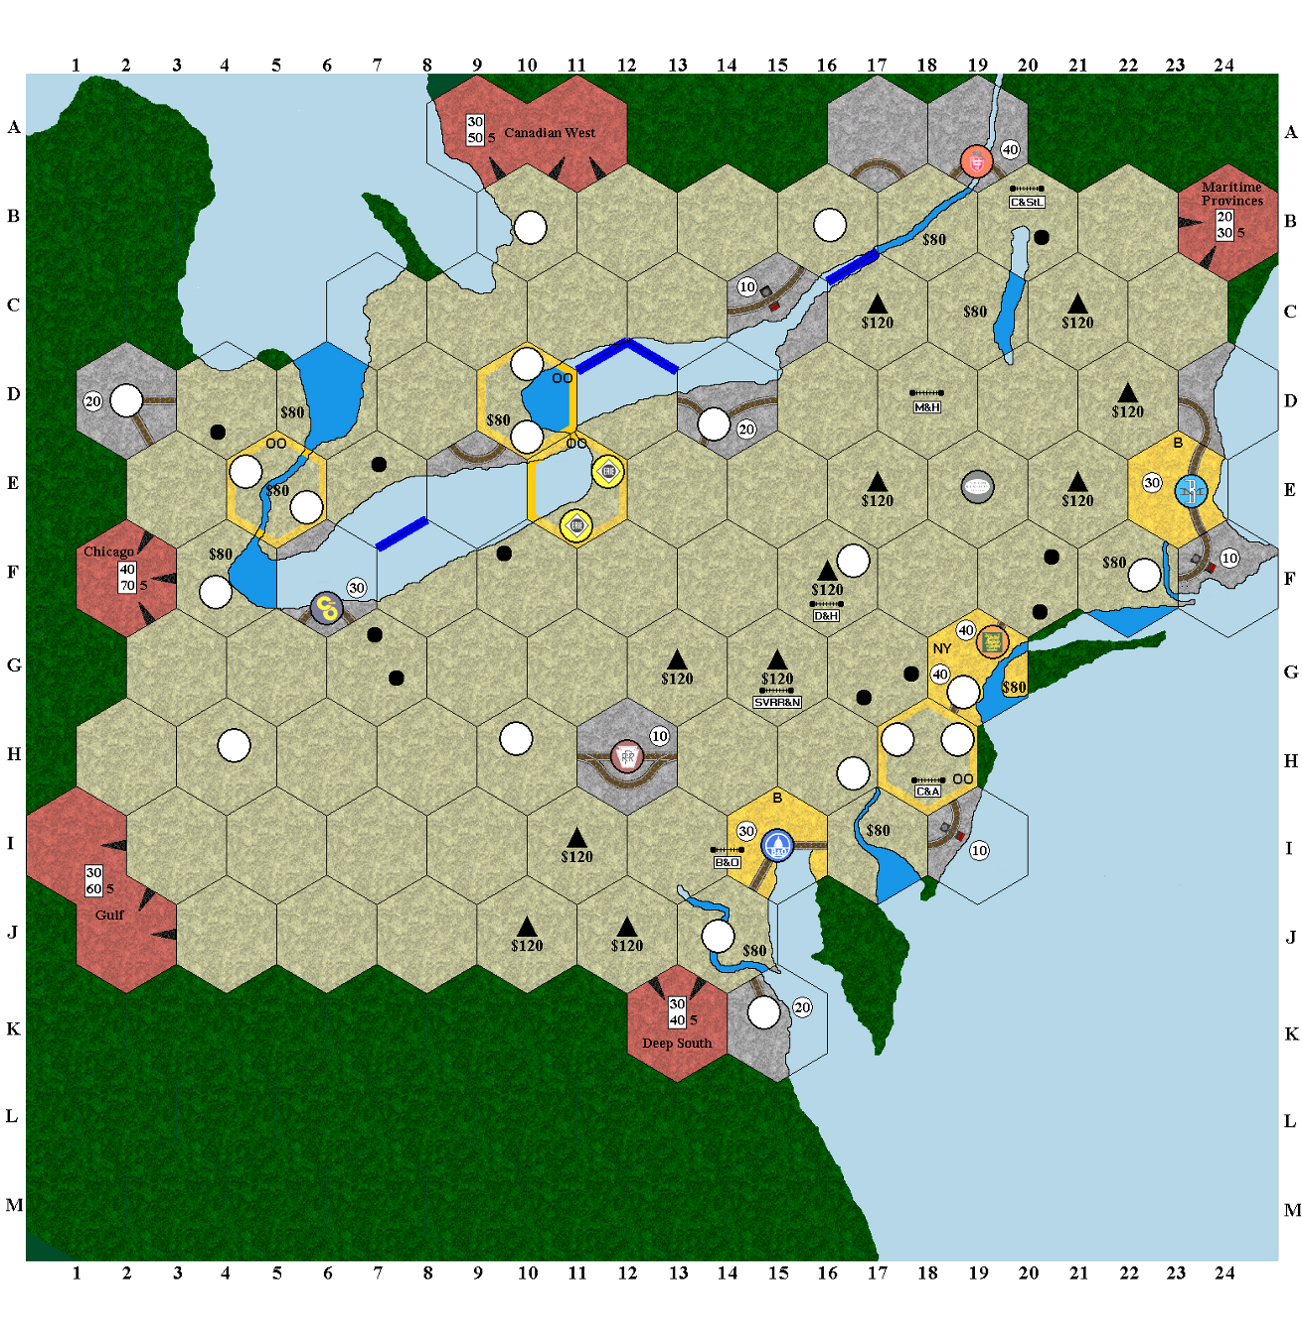 1 2 3 4 5 6 7 8 9 10 11 12 13 14 15 16 17 18 19 20 21 22 23 24
A 30 Canadian West A
50 5
40
C&StL
Maritime
Provinces
B 20 B
30 5
$80
C 10 $80 C
$120 $120
D 20 $80 OO $80 20 M&H $120 D
OO OO B
E $80 ERIE $120 $120 30 E
ERIE
Chicago $80 $80 10
F 40 30 $120 F
70 5
D&H
40
G NY G
$120 $120 40 $80
SVRR&N
H 10 H
PRR
OO
C&A
B
I 30 $80 I
B&O
B&O
$120 10
30
60 5
Gulf
J $120 $120 $80 J
K 30 20 K
40 5
Deep South
L L
M M
1 2 3 4 5 6 7 8 9 10 11 12 13 14 15 16 17 18 19 20 21 22 23 24